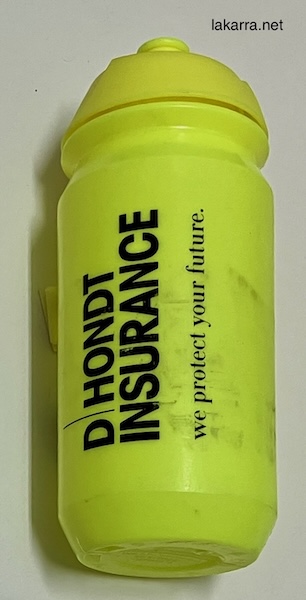 lakarra.net
D|HONDT
INSURANCE
we protect your future.